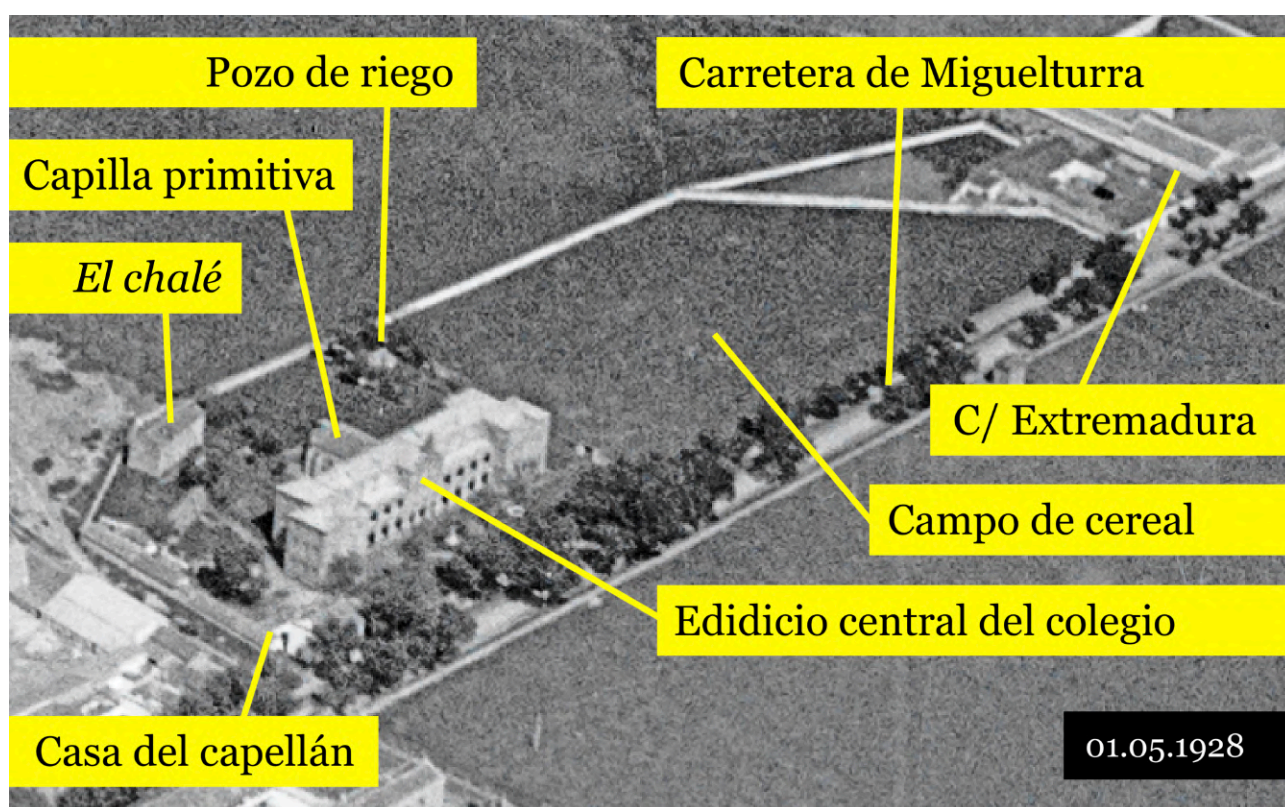 Pozo de riego
Carretera de Miguelturra
Capilla primitiva
El chalé
C/ Extremadura
Campo de cereal
Edidicio central del colegio
Casa del capellán
01.05.1928